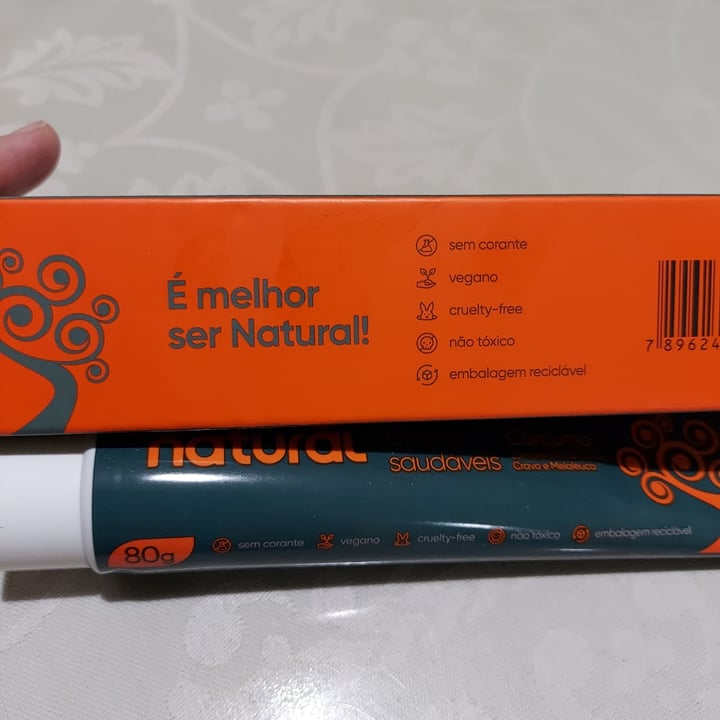 É melhor
ser Natural!
sem corante
vegano
cruelty-free
não tóxico
embalagem reciclável
7 89624
natural
saudáveis
Cúrcuma
Cravo e Melaleuca
80g
sem corante
vegano
cruelty-free
não tóxico
embalagem reciclável